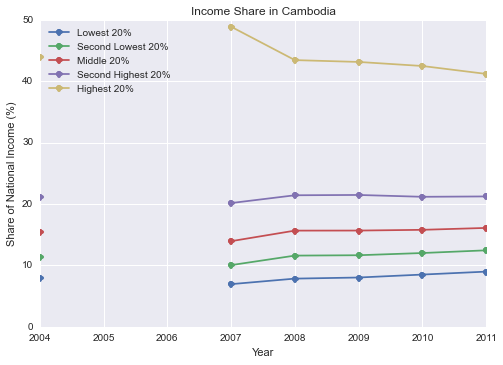 Income Share in Cambodia
50
40
30
20
10
0
Share of National Income (%)
Lowest 20%
Second Lowest 20%
Middle 20%
Second Highest 20%
Highest 20%
2004
2005
2006
2007
2008
2009
2010
2011
Year